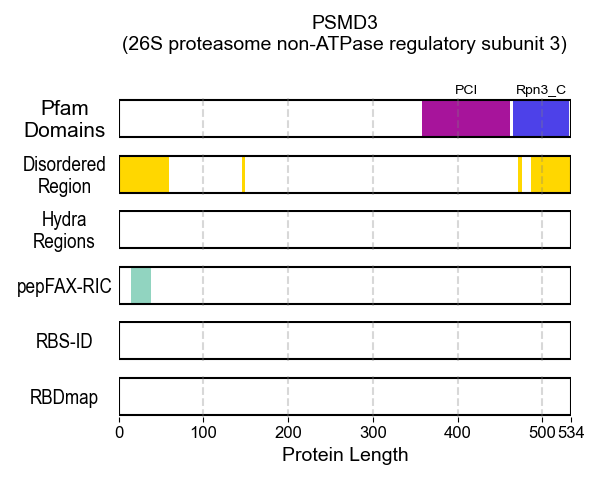 PSMD3
(26S proteasome non-ATPase regulatory subunit 3)
PCI Rpn3_C
Pfam
Domains
Disordered
Region
Hydra
Regions
pepFAX-RIC
RBS-ID
RBDmap
0 100 200 300 400 500 534
Protein Length